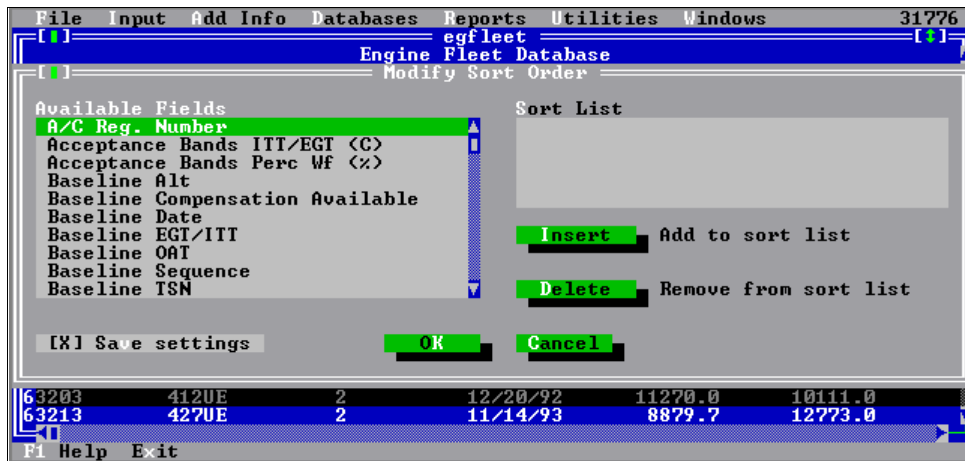 File Input Add Info Databases Reports Utilities Windows 31776
egfleet
Engine Fleet Database
Modify Sort Order
Available Fields
A/C Reg. Number
Acceptance Bands ITT/EGT (C)
Acceptance Bands Perc Wf (%)
Baseline Alt
Baseline Compensation Available
Baseline Date
Baseline EGT/ITT
Baseline OAT
Baseline Sequence
Baseline TSN
Sort List
Insert Add to sort list
Delete Remove from sort list
[X] Save settings OK Cancel
63203 412UE 2 12/20/92 11270.0 10111.0
63213 427UE 2 11/14/93 8879.7 12773.0
F1 Help Exit